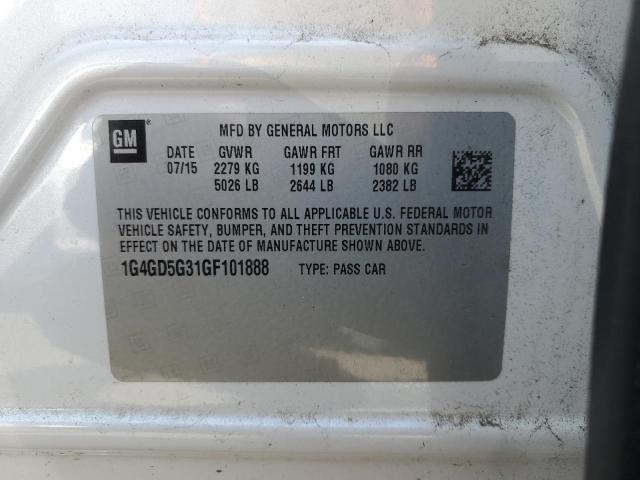 GM
MFD BY GENERAL MOTORS LLC
DATE GVWR GAWR FRT GAWR RR
07/15 2279 KG 1199 KG 1080 KG
5026 LB 2644 LB 2382 LB
THIS VEHICLE CONFORMS TO ALL APPLICABLE U.S. FEDERAL MOTOR
VEHICLE SAFETY, BUMPER, AND THEFT PREVENTION STANDARDS IN
EFFECT ON THE DATE OF MANUFACTURE SHOWN ABOVE.
1G4GD5G31GF101888 TYPE: PASS CAR